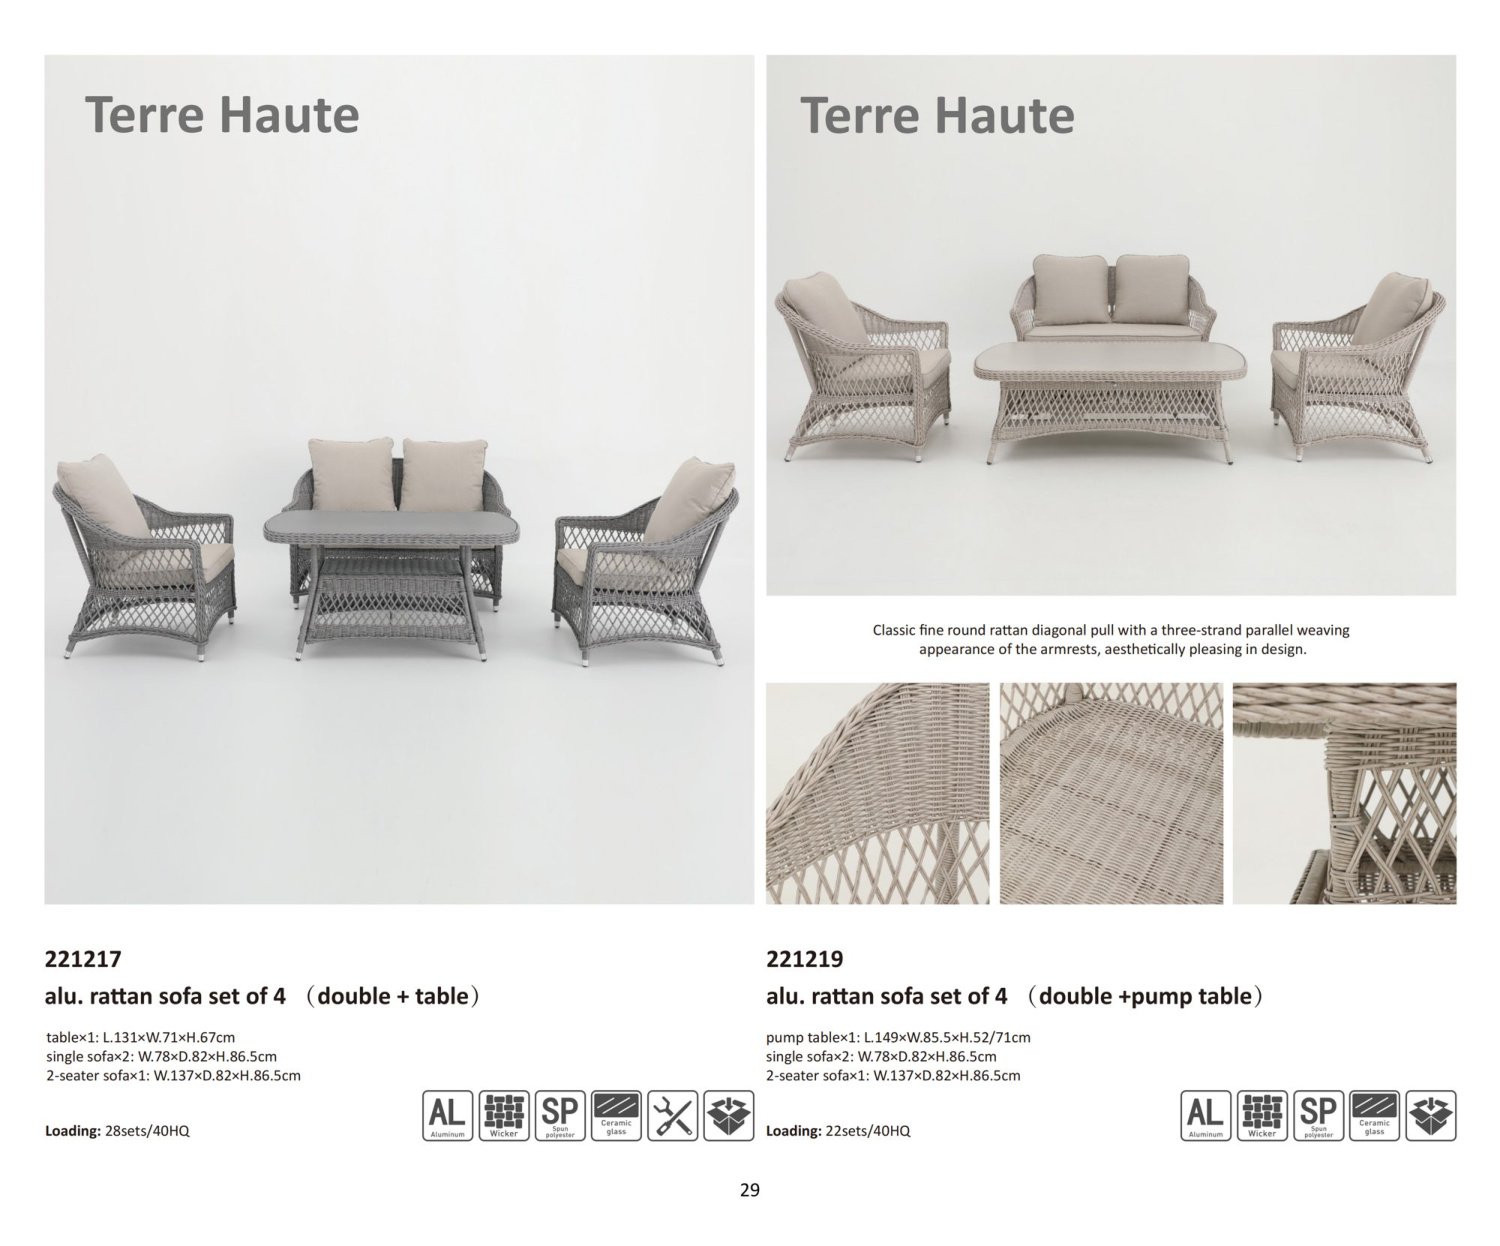 Terre Haute
Terre Haute
Classic fine round rattan diagonal pull with a three-strand parallel weaving
appearance of the armrests, aesthetically pleasing in design.
221217
alu. rattan sofa set of 4 （double + table）
table×1: L.131×W.71×H.67cm
single sofa×2: W.78×D.82×H.86.5cm
2-seater sofa×1: W.137×D.82×H.86.5cm
Loading: 28sets/40HQ
AL
Aluminum
Wicker
SP
Spun
polyester
Ceramic
glass
221219
alu. rattan sofa set of 4 （double +pump table）
pump table×1: L.149×W.85.5×H.52/71cm
single sofa×2: W.78×D.82×H.86.5cm
2-seater sofa×1: W.137×D.82×H.86.5cm
Loading: 22sets/40HQ
AL
Aluminum
Wicker
SP
Spun
polyester
Ceramic
glass
29